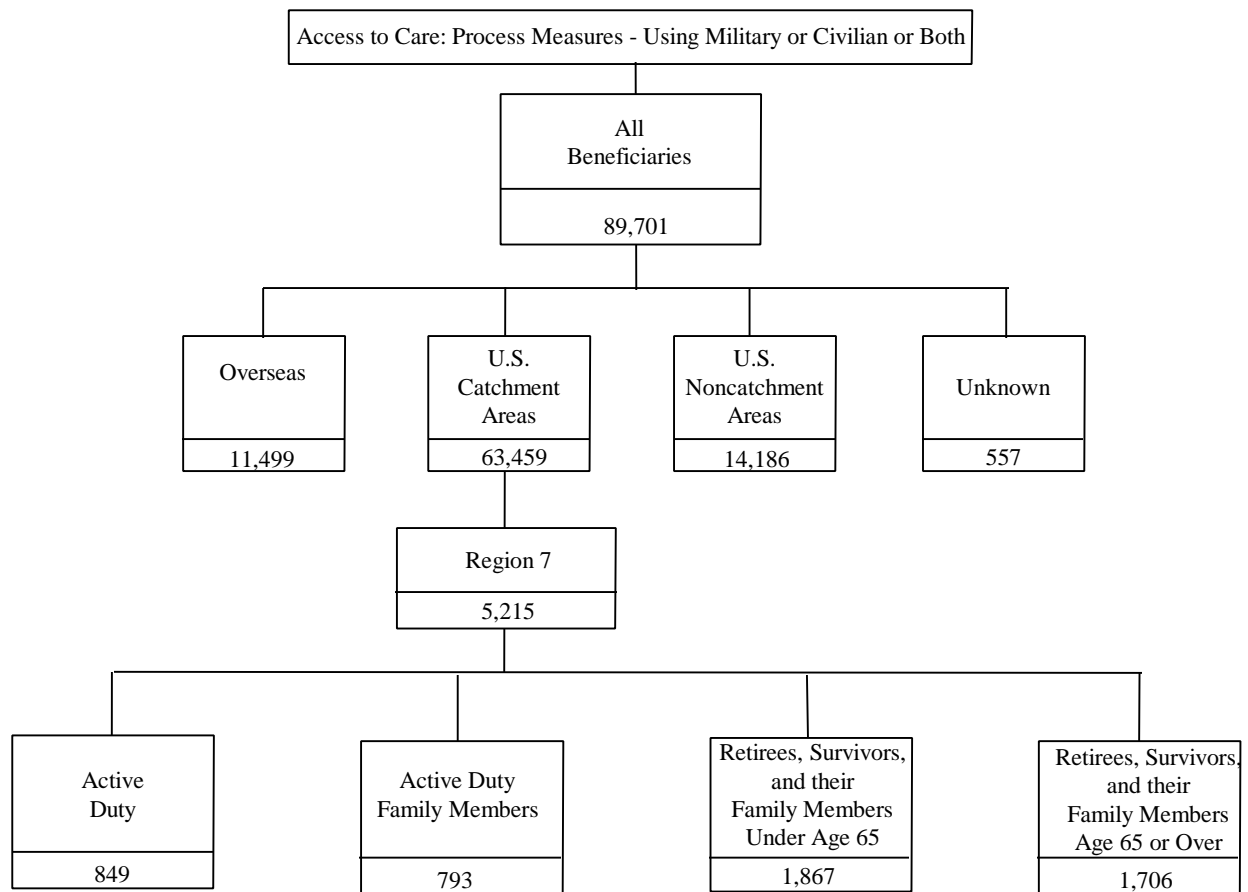 Access to Care: Process Measures - Using Military or Civilian or Both
All
Beneficiaries
89,701
Overseas
11,499
U.S.
Catchment
Areas
63,459
U.S.
Noncatchment
Areas
14,186
Unknown
557
Region 7
5,215
Active
Duty
849
Active Duty
Family Members
793
Retirees, Survivors,
and their
Family Members
Under Age 65
1,867
Retirees, Survivors,
and their
Family Members
Age 65 or Over
1,706